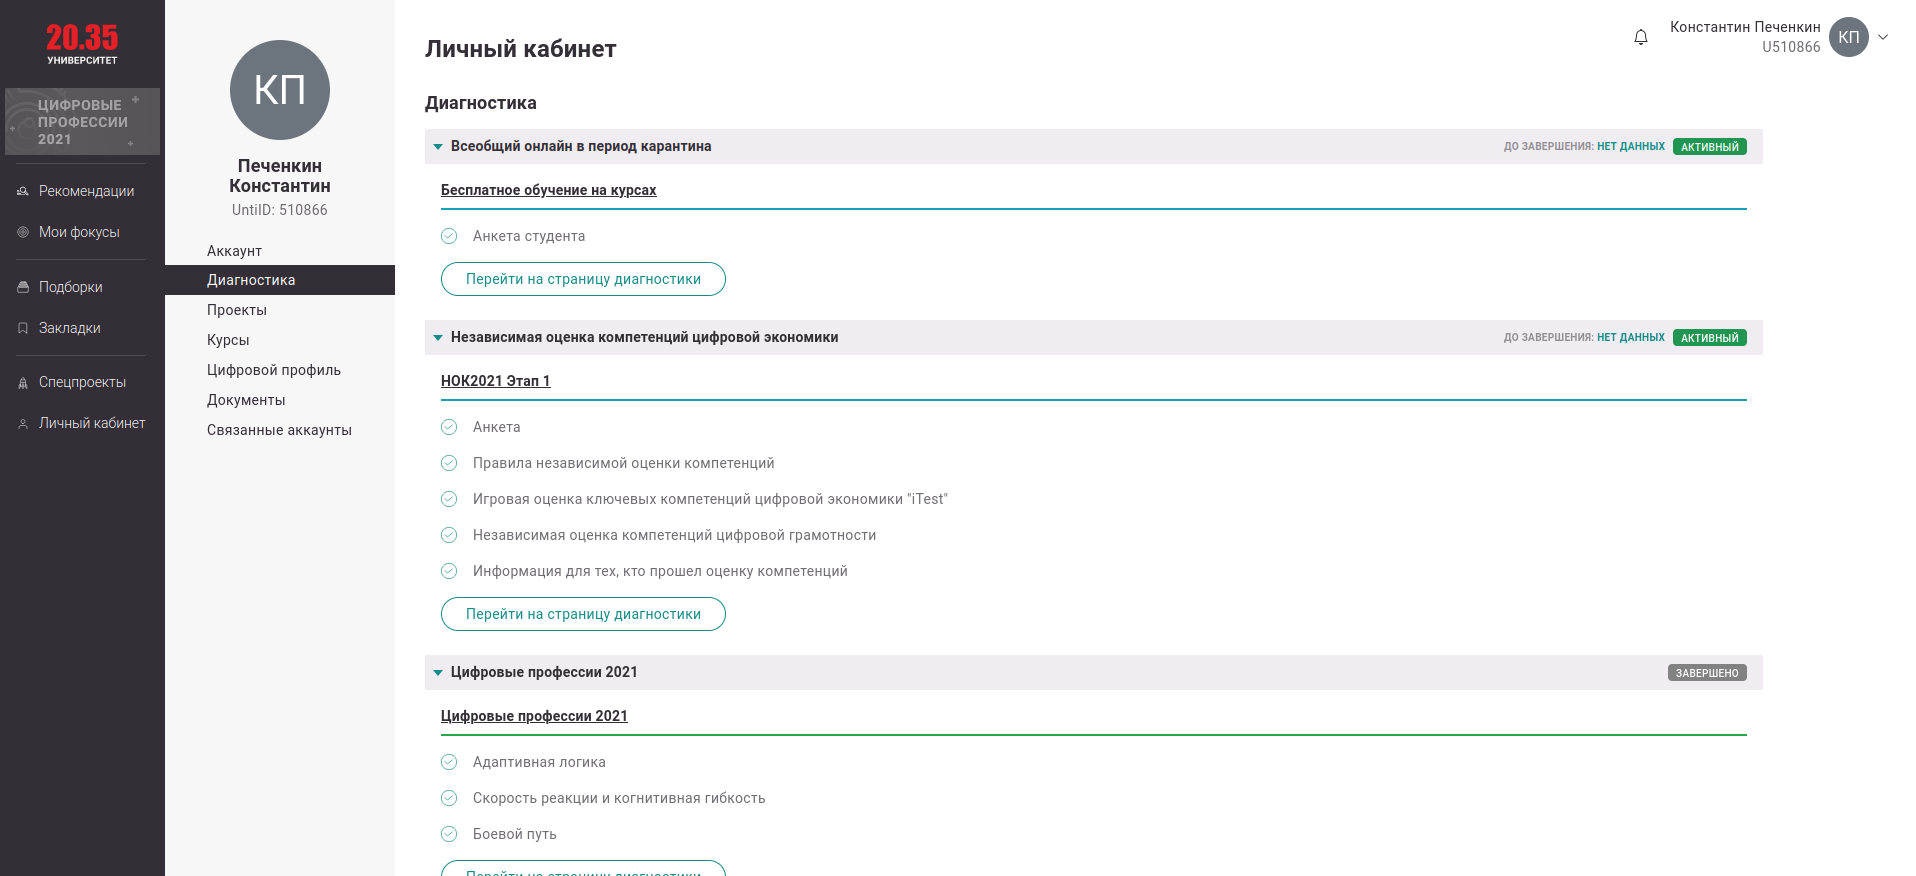 20.35
УНИВЕРСИТЕТ
ЦИФРОВЫЕ
ПРОФЕССИИ
2021
Рекомендации
Мои фокусы
Подборки
Закладки
Спецпроекты
Личный кабинет
КП
Печенкин
Константин
UntiID: 510866
Аккаунт
Диагностика
Проекты
Курсы
Цифровой профиль
Документы
Связанные аккаунты
Личный кабинет
Константин Печенкин
U510866
КП
Диагностика
Всеобщий онлайн в период карантина
ДО ЗАВЕРШЕНИЯ: НЕТ ДАННЫХ АКТИВНЫЙ
Бесплатное обучение на курсах
Анкета студента
Перейти на страницу диагностики
Независимая оценка компетенций цифровой экономики
ДО ЗАВЕРШЕНИЯ: НЕТ ДАННЫХ АКТИВНЫЙ
НОК2021 Этап 1
Анкета
Правила независимой оценки компетенций
Игровая оценка ключевых компетенций цифровой экономики "iTest"
Независимая оценка компетенций цифровой грамотности
Информация для тех, кто прошел оценку компетенций
Перейти на страницу диагностики
Цифровые профессии 2021
ЗАВЕРШЕНО
Цифровые профессии 2021
Адаптивная логика
Скорость реакции и когнитивная гибкость
Боевой путь
Перейти на страницу диагностики